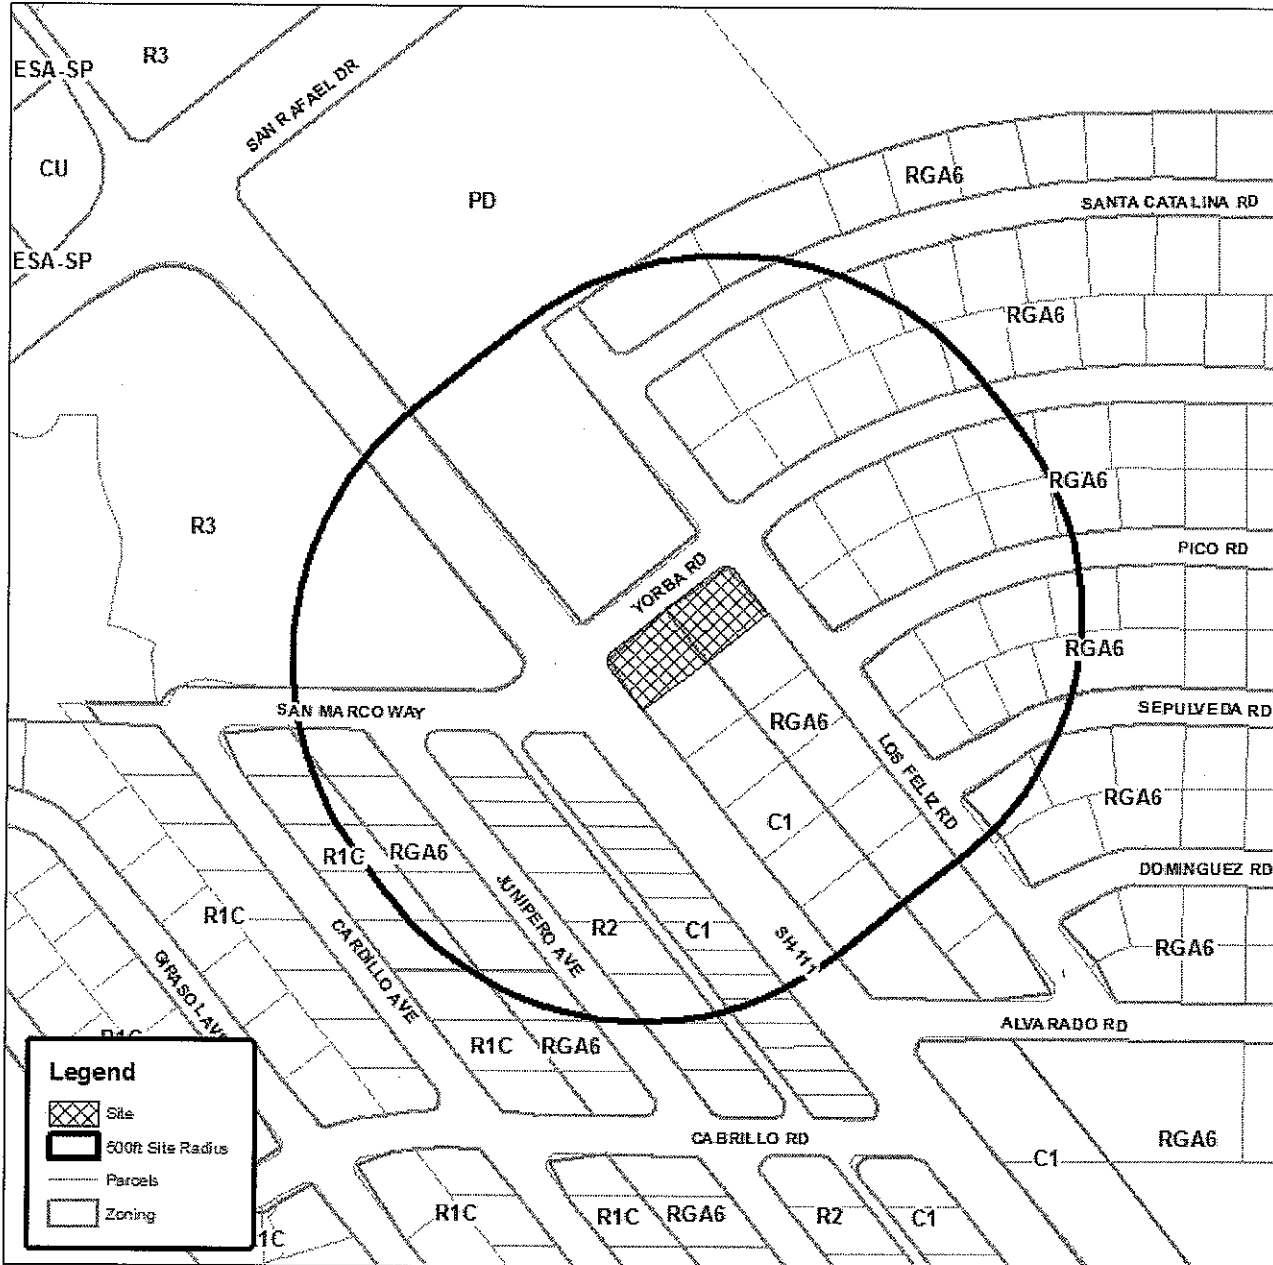 R3
ESA-SP
SAN RAFAEL DR
CU
RGA6
PD
SANTA CATALINA RD
ESA-SP
RGA6
RGA6
R3
PICO RD
YORBA RD
RGA6
SAN MARCO WAY
RGA6
SEPULVEDA RD
LOS FELIZ RD
RGA6
C1
R1C
RGA6
DOMINGUEZ RD
JUNIPERO AVE
R1C
R2
C1
CARDILLO AVE
SH 111
RGA6
GIRASOL AVE
ALVARADO RD
R1C
R1C
RGA6
Legend
Site
500ft Site Radius
Parcels
Zoning
CABRILLO RD
C1
RGA6
R1C
R1C
RGA6
R2
C1
R1C